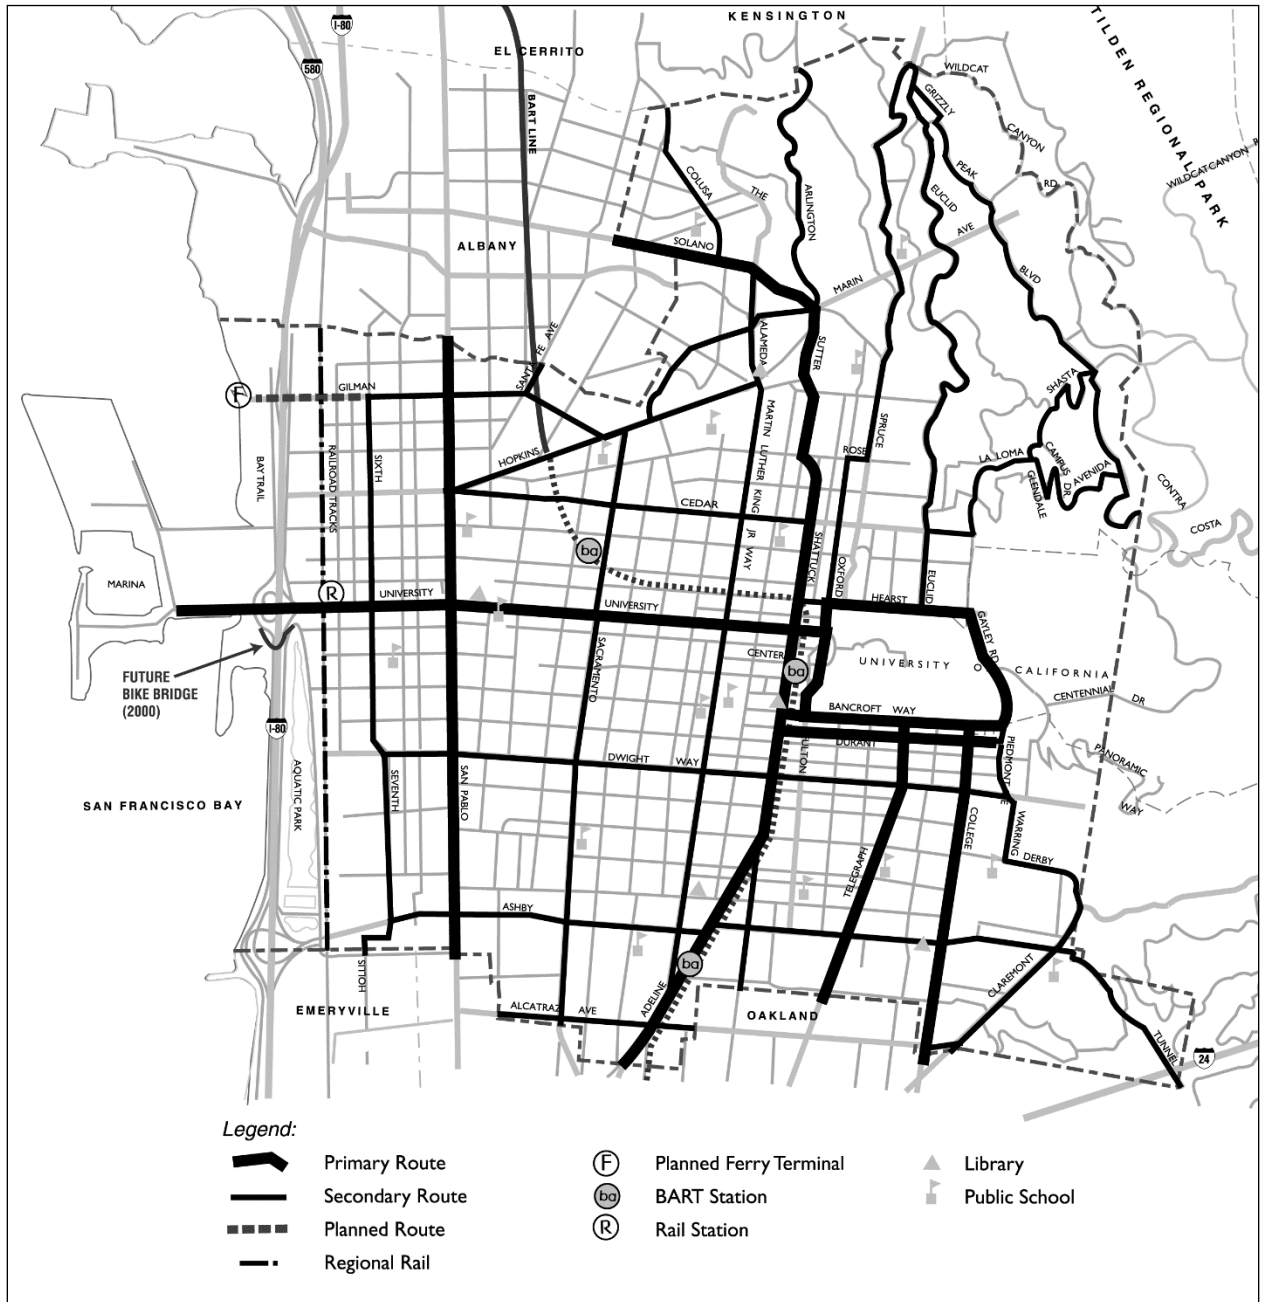 KENSINGTON
I-80
TILDEN REGIONAL PARK
EL CERRITO
580
WILDCAT
CANYON
RD
GRIZZLY
PEAK
BLVD
BART LINE
WILDCAT CANYON R
COLUSA
THE
ARLINGTON
EUCLID
ALBANY
SOLANO
MARIN
AVE
ALAMEDA
SUTTER
SANTA FE AVE
F
GILMAN
SHASTA
SPRUCE
MARTIN LUTHER KING JR WAY
ROSE
HOPKINS
LA LOMA
CAMPUS DR
AVENIDA
GLENDALE
BAY TRAIL
RAILROAD TRACKS
SIXTH
CEDAR
CONTRA
COSTA
ba
SHATTUCK
OXFORD
EUCLID
MARINA
R
UNIVERSITY
UNIVERSITY
HEARST
GAYLEY RD
SACRAMENTO
CENTER
ba
UNIVERSITY
O
CALIFORNIA
CENTENNIAL
DR
FUTURE
BIKE BRIDGE
(2000)
I-80
BANCROFT WAY
DURANT
FULTON
PIEDMONT
PANORAMIC
WAY
DWIGHT WAY
AQUATIC PARK
SEVENTH
SAN PABLO
SAN FRANCISCO BAY
COLLEGE
WARRING
DERBY
TELEGRAPH
ASHBY
ba
HOLLIS
CLAREMONT
ADELINE
EMERYVILLE
ALCATRAZ AVE
OAKLAND
TUNNEL
24
Legend:
Primary Route
Secondary Route
Planned Route
Regional Rail
F Planned Ferry Terminal
ba BART Station
R Rail Station
Library
Public School